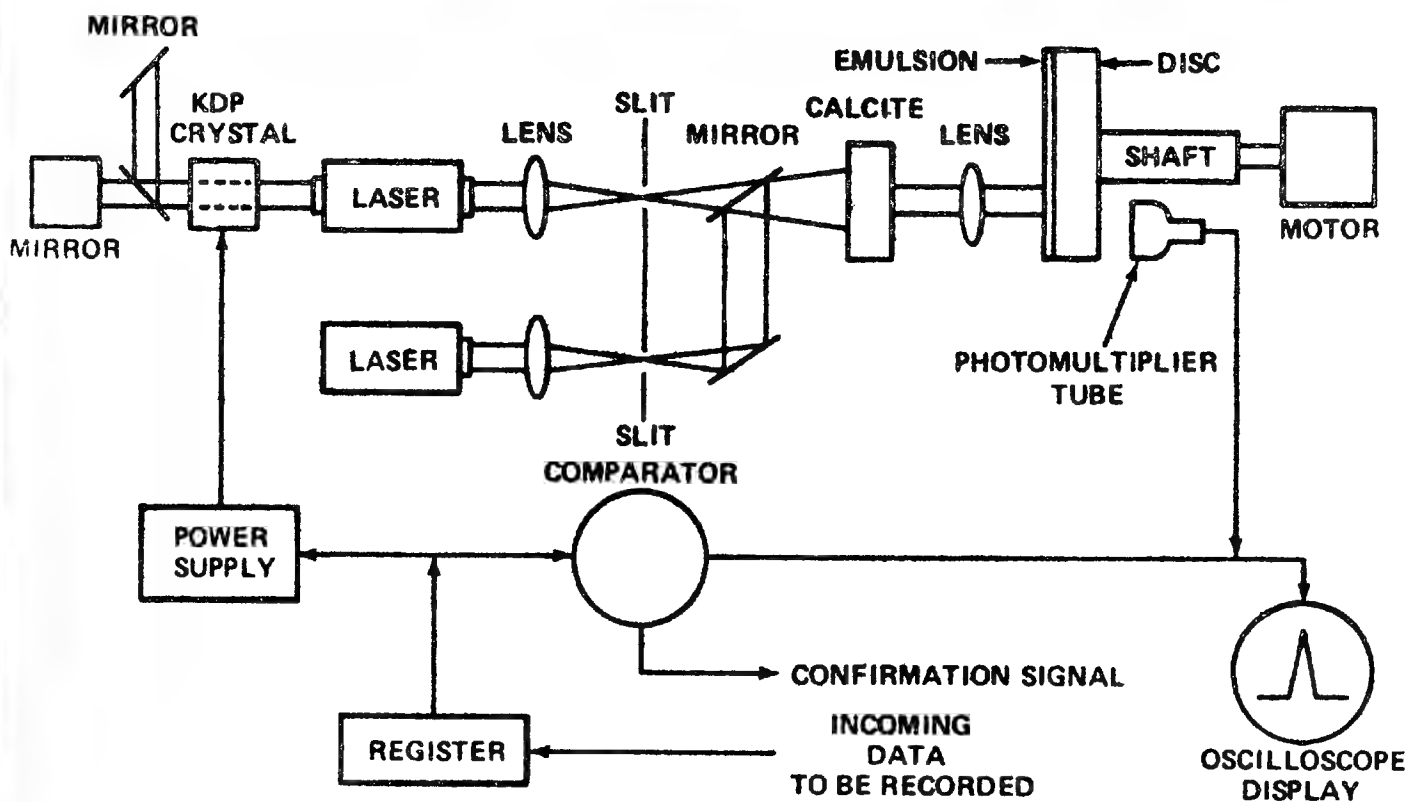 MIRROR
KDP
CRYSTAL
MIRROR
LASER
LENS
SLIT
MIRROR
CALCITE
LENS
EMULSION
DISC
SHAFT
MOTOR
LASER
SLIT
PHOTOMULTIPLIER
TUBE
COMPARATOR
POWER
SUPPLY
CONFIRMATION SIGNAL
REGISTER
INCOMING
DATA
TO BE RECORDED
OSCILLOSCOPE
DISPLAY